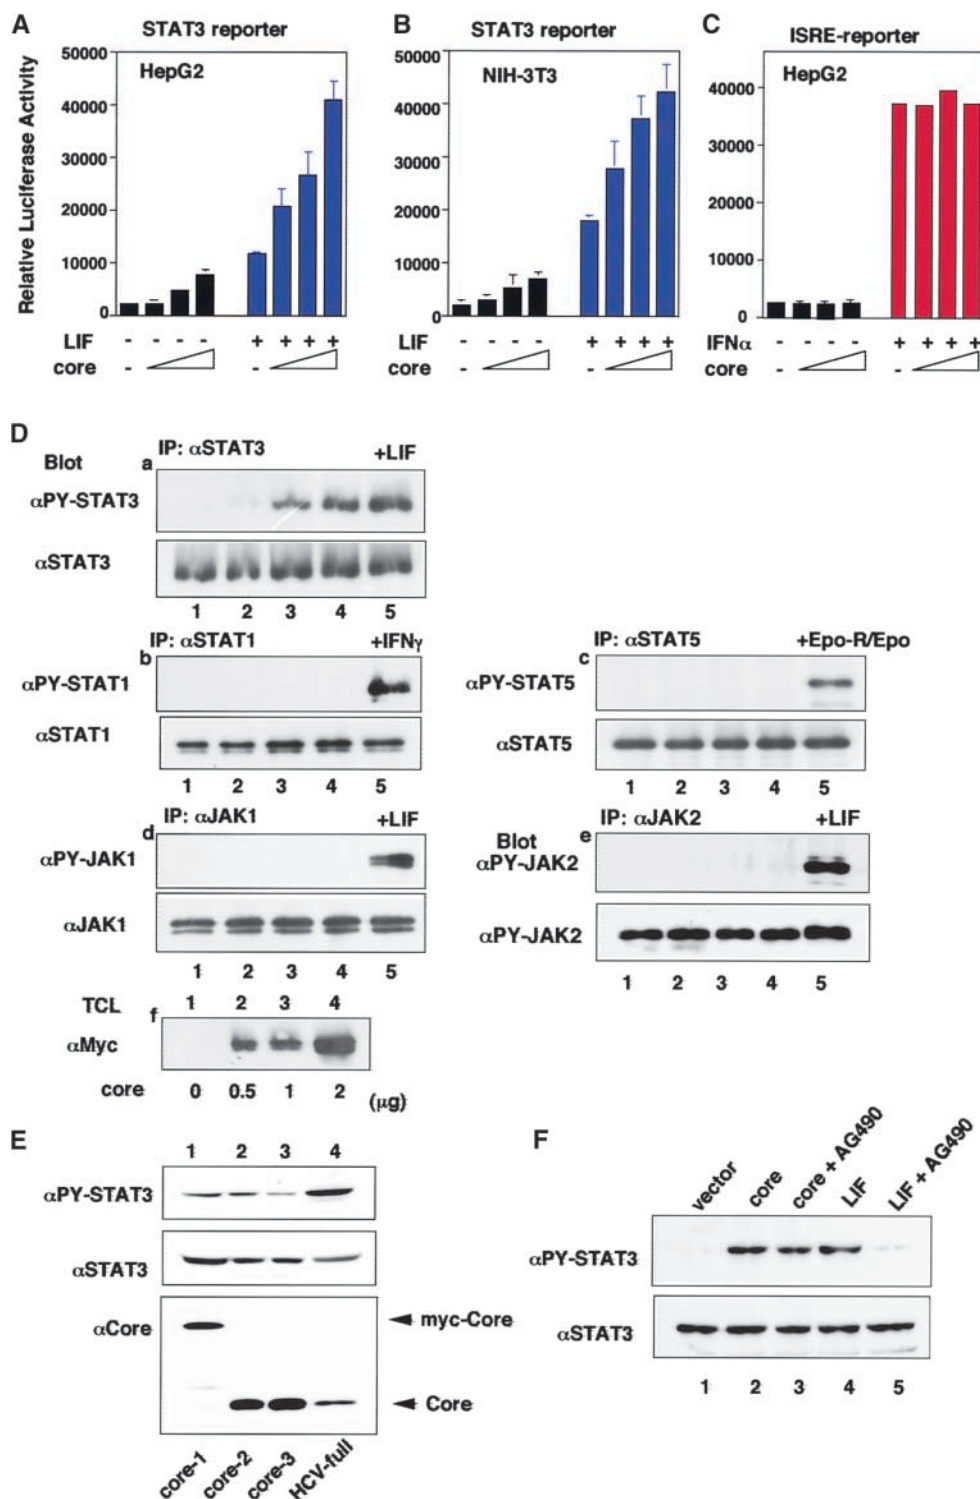 A
STAT3 reporter
HepG2
Relative Luciferase Activity
50000
40000
30000
20000
10000
0
LIF - - - - + + + +
core - -
B
STAT3 reporter
NIH-3T3
50000
40000
30000
20000
10000
0
LIF - - - - + + + +
core - -
C
ISRE-reporter
HepG2
40000
30000
20000
10000
0
IFNα - - - - + + + +
core - -
D
Blot
a
IP: αSTAT3 +LIF
αPY-STAT3
αSTAT3
1 2 3 4 5
b
IP: αSTAT1 +IFNγ
αPY-STAT1
αSTAT1
1 2 3 4 5
c
IP: αSTAT5 +Epo-R/Epo
αPY-STAT5
αSTAT5
1 2 3 4 5
d
IP: αJAK1 +LIF
αPY-JAK1
αJAK1
1 2 3 4 5
e
IP: αJAK2 +LIF
Blot
αPY-JAK2
αPY-JAK2
1 2 3 4 5
TCL 1 2 3 4
f
αMyc
core 0 0.5 1 2 (μg)
E
1 2 3 4
αPY-STAT3
αSTAT3
αCore
myc-Core
Core
core-1 core-2 core-3 HCV-full
F
vector core core + AG490 LIF LIF + AG490
αPY-STAT3
αSTAT3
1 2 3 4 5